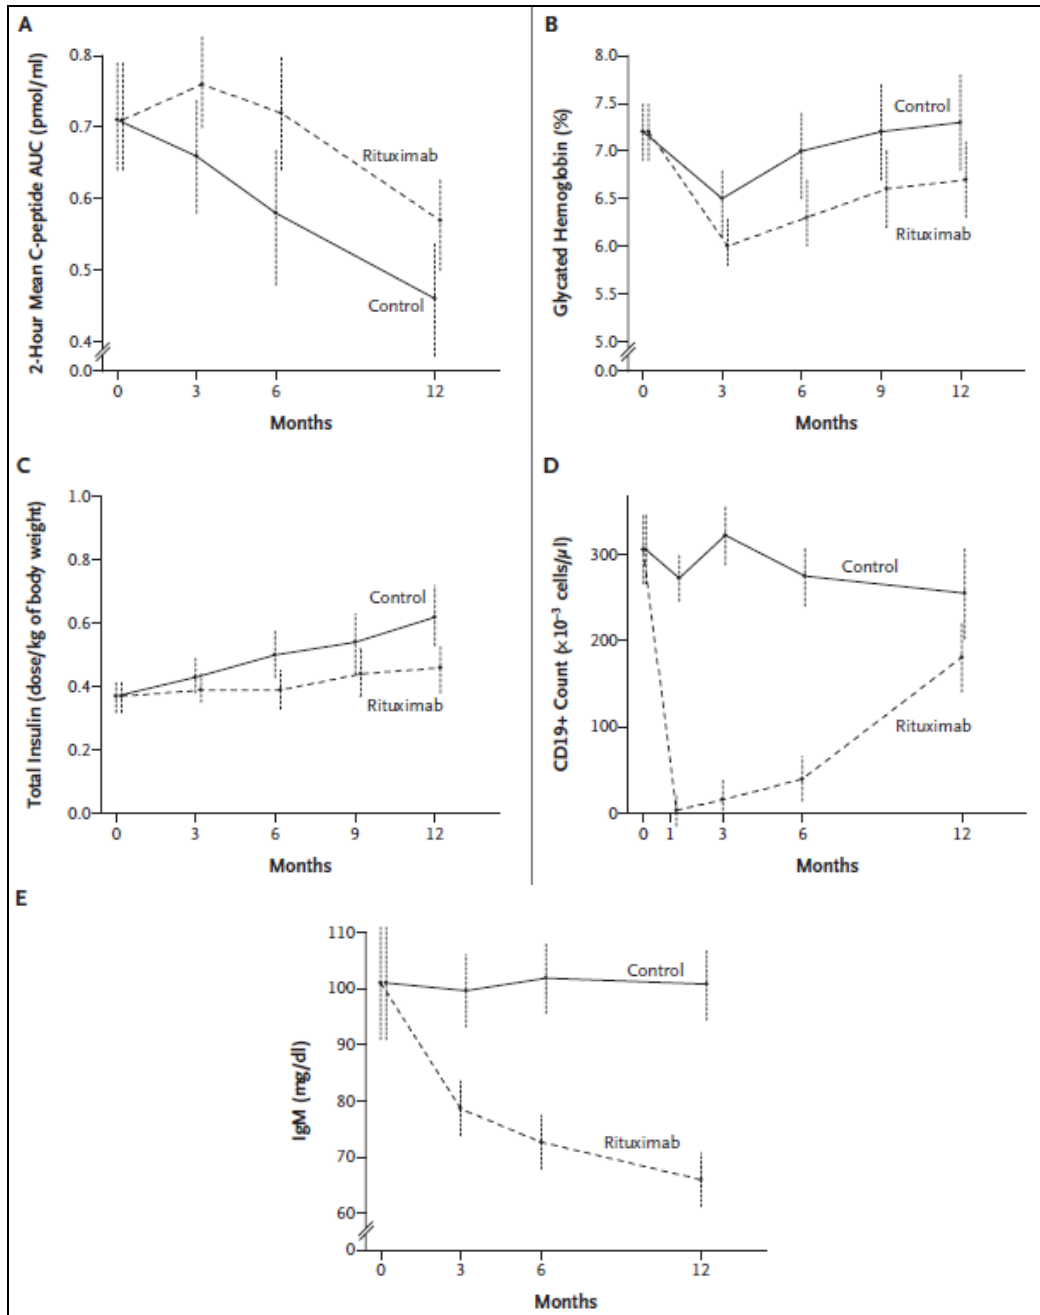 A
2-Hour Mean C-peptide AUC (pmol/ml)
0.8
0.7
0.6
0.5
0.4
0.0
Rituximab
Control
0 3 6 12
Months
B
Glycated Hemoglobin (%)
8.0
7.5
7.0
6.5
6.0
5.5
5.0
0.0
Control
Rituximab
0 3 6 9 12
Months
C
Total Insulin (dose/kg of body weight)
1.0
0.8
0.6
0.4
0.2
0.0
Control
Rituximab
0 3 6 9 12
Months
D
CD19+ Count (×10⁻³ cells/μl)
300
200
100
0
Control
Rituximab
0 1 3 6 12
Months
E
IgM (mg/dl)
110
100
90
80
70
60
0
Control
Rituximab
0 3 6 12
Months